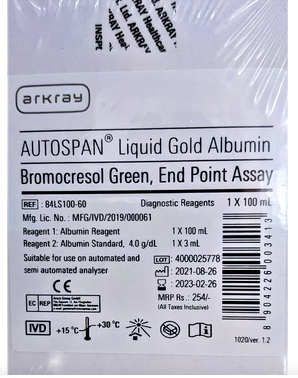 arkray
AUTOSPAN® Liquid Gold Albumin
Bromocresol Green, End Point Assay
REF : 84LS100-60 Diagnostic Reagents 1 X 100 mL
Mfg. Lic. No.: MFG/IVD/2019/000061
Reagent 1: Albumin Reagent 1 X 100 mL
Reagent 2: Albumin Standard, 4.0 g/dL 1 X 3 mL
Suitable for use on automated and
semi automated analyser
LOT : 4000025778
: 2021-08-26
: 2023-02-26
MRP Rs.: 254/-
(All Taxes Inclusive)
EC REP
IVD +15°C +30°C
1020/ver. 1.2
8904226003413